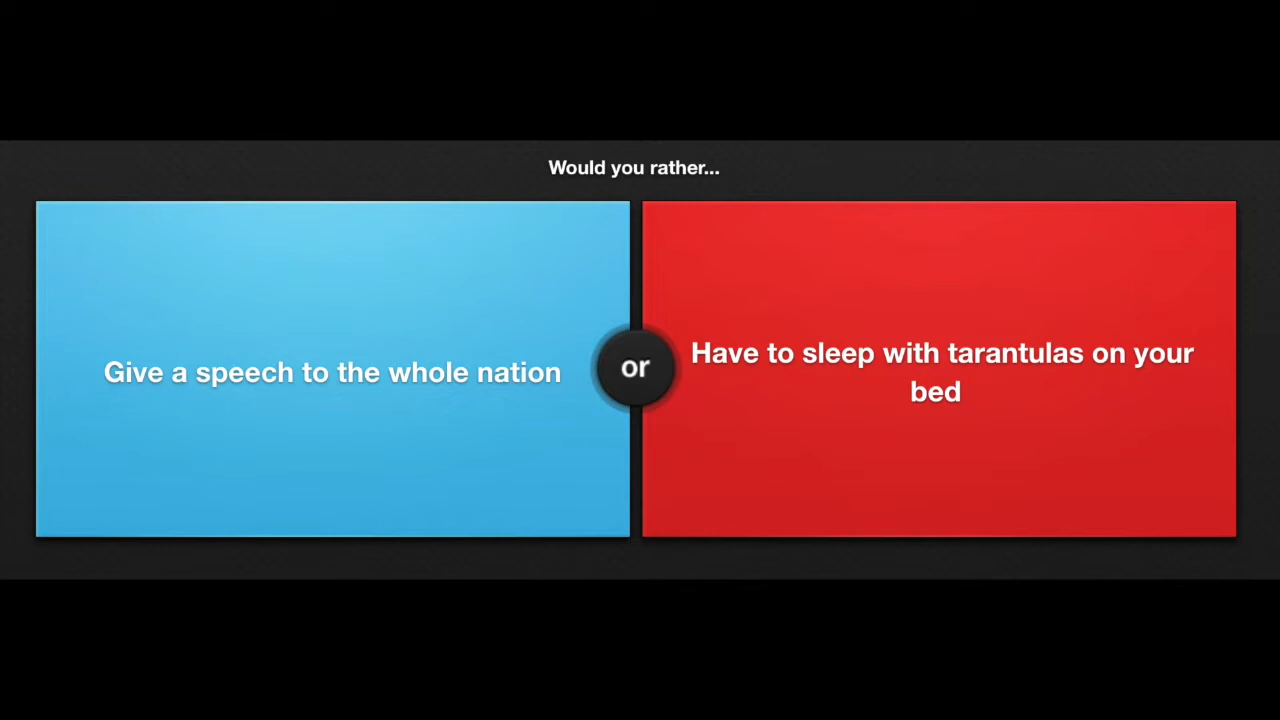 Would you rather...
Give a speech to the whole nation
or
Have to sleep with tarantulas on your
bed